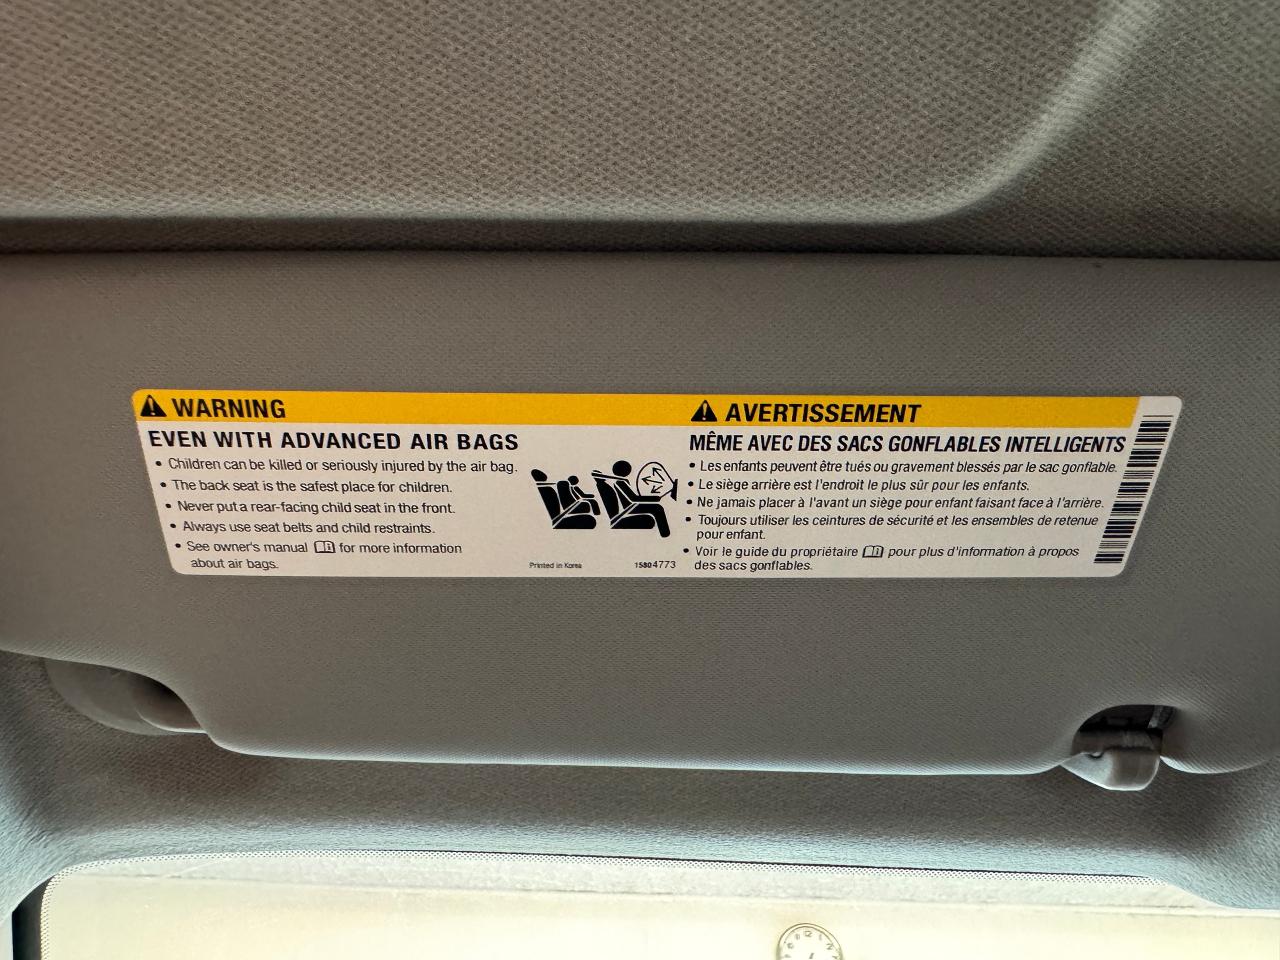 WARNING
EVEN WITH ADVANCED AIR BAGS
• Children can be killed or seriously injured by the air bag.
• The back seat is the safest place for children.
• Never put a rear-facing child seat in the front.
• Always use seat belts and child restraints.
• See owner's manual for more information
about air bags.
Printed in Korea
15804773
AVERTISSEMENT
MÊME AVEC DES SACS GONFLABLES INTELLIGENTS
• Les enfants peuvent être tués ou gravement blessés par le sac gonflable.
• Le siège arrière est l'endroit le plus sûr pour les enfants.
• Ne jamais placer à l'avant un siège pour enfant faisant face à l'arrière.
• Toujours utiliser les ceintures de sécurité et les ensembles de retenue
pour enfant.
• Voir le guide du propriétaire pour plus d'information à propos
des sacs gonflables.